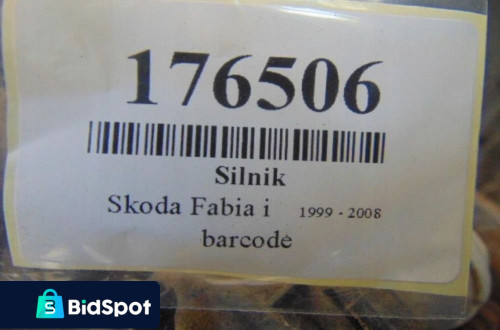 176506
Silnik
Skoda Fabia i 1999 - 2008
barcode
BidSpot